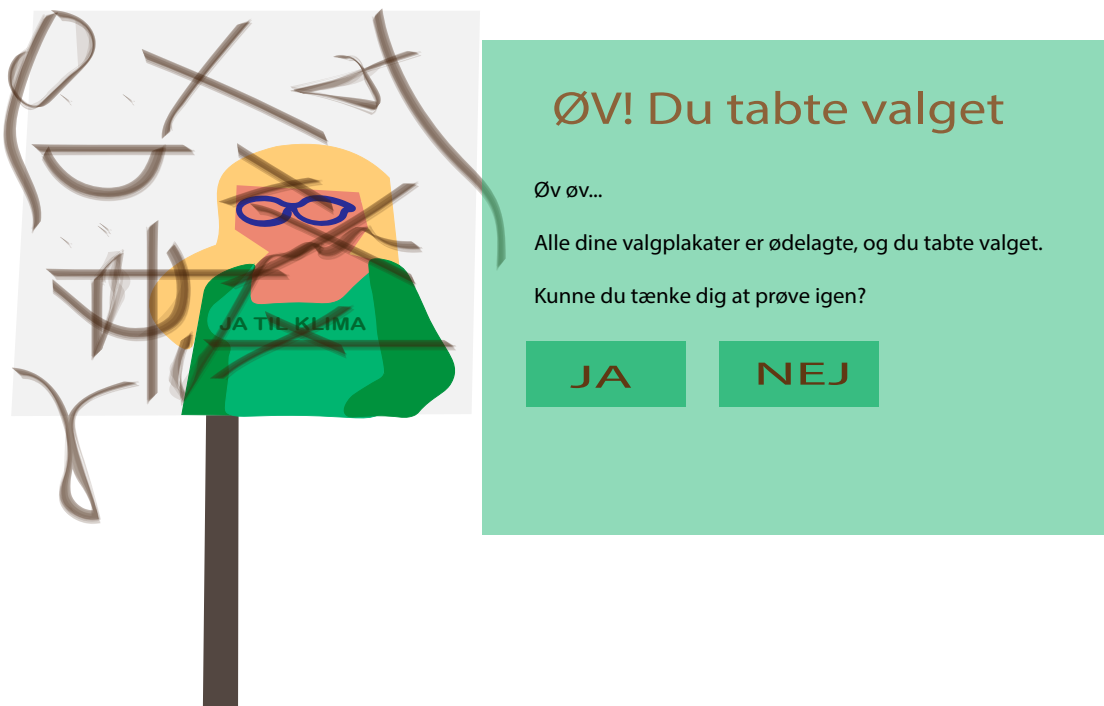 JA TIL KLIMA
ØV! Du tabte valget
Øv øv...
Alle dine valgplakater er ødelagte, og du tabte valget.
Kunne du tænke dig at prøve igen?
JA
NEJ